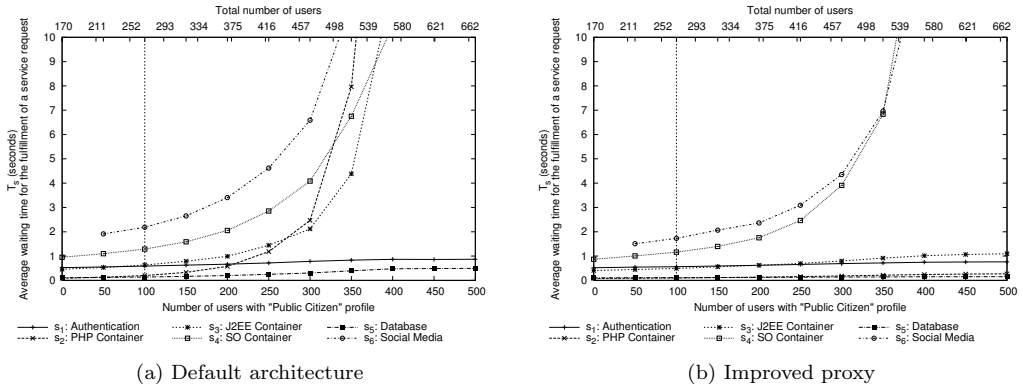 Total number of users
170 211 252 293 334 375 416 457 498 539 580 621 662
T_s (seconds)
Average waiting time for the fulfillment of a service request
10
9
8
7
6
5
4
3
2
1
0
0 50 100 150 200 250 300 350 400 450 500
Number of users with "Public Citizen" profile
s1: Authentication
s2: PHP Container
s3: J2EE Container
s4: SO Container
s5: Database
s6: Social Media
(a) Default architecture
Total number of users
170 211 252 293 334 375 416 457 498 539 580 621 662
T_s (seconds)
Average waiting time for the fulfillment of a service request
10
9
8
7
6
5
4
3
2
1
0
0 50 100 150 200 250 300 350 400 450 500
Number of users with "Public Citizen" profile
s1: Authentication
s2: PHP Container
s3: J2EE Container
s4: SO Container
s5: Database
s6: Social Media
(b) Improved proxy